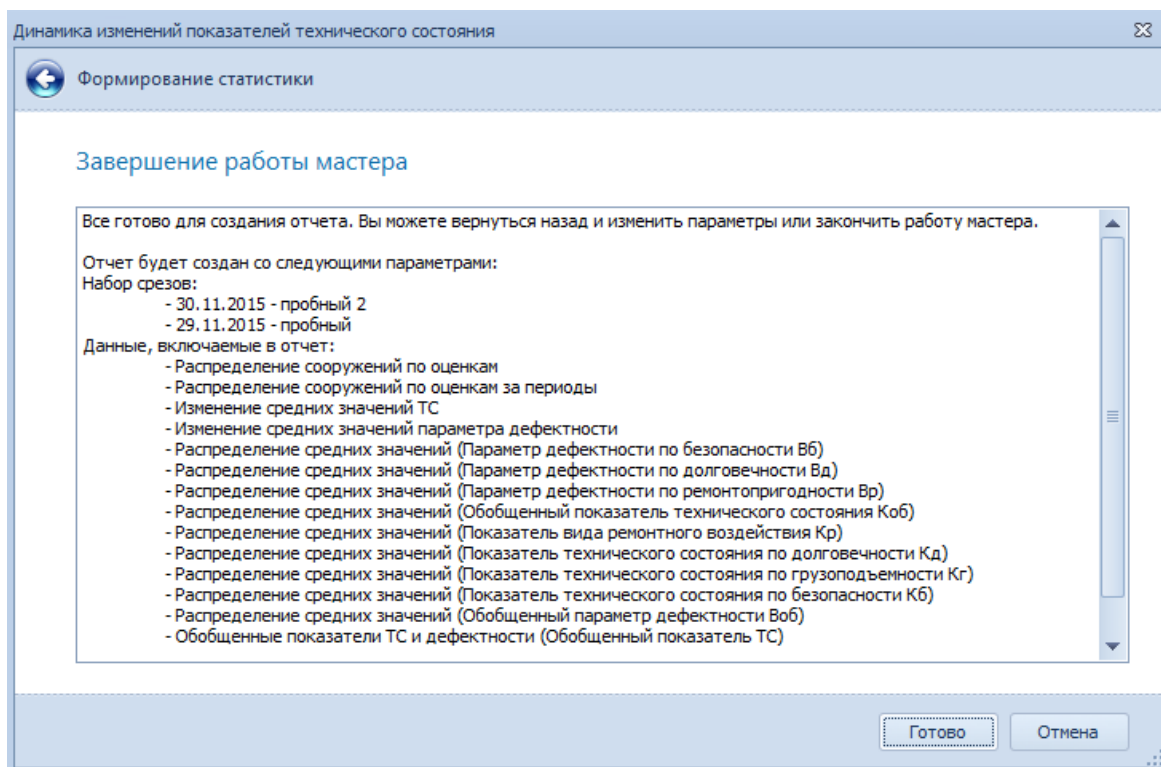 Динамика изменений показателей технического состояния
Формирование статистики
Завершение работы мастера
Все готово для создания отчета. Вы можете вернуться назад и изменить параметры или закончить работу мастера.
Отчет будет создан со следующими параметрами:
Набор срезов:
- 30.11.2015 - пробный 2
- 29.11.2015 - пробный
Данные, включаемые в отчет:
- Распределение сооружений по оценкам
- Распределение сооружений по оценкам за периоды
- Изменение средних значений ТС
- Изменение средних значений параметра дефектности
- Распределение средних значений (Параметр дефектности по безопасности Вб)
- Распределение средних значений (Параметр дефектности по долговечности Вд)
- Распределение средних значений (Параметр дефектности по ремонтопригодности Вр)
- Распределение средних значений (Обобщенный показатель технического состояния Коб)
- Распределение средних значений (Показатель вида ремонтного воздействия Кр)
- Распределение средних значений (Показатель технического состояния по долговечности Кд)
- Распределение средних значений (Показатель технического состояния по грузоподъемности Кг)
- Распределение средних значений (Показатель технического состояния по безопасности Кб)
- Распределение средних значений (Обобщенный параметр дефектности Воб)
- Обобщенные показатели ТС и дефектности (Обобщенный показатель ТС)
Готово
Отмена